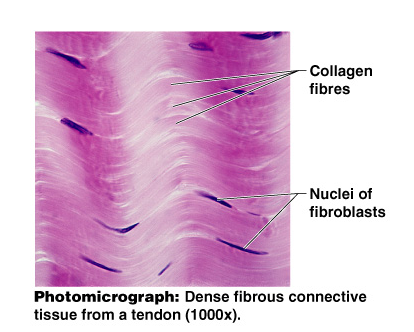 Collagen
fibres
Nuclei of
fibroblasts
Photomicrograph: Dense fibrous connective
tissue from a tendon (1000x).